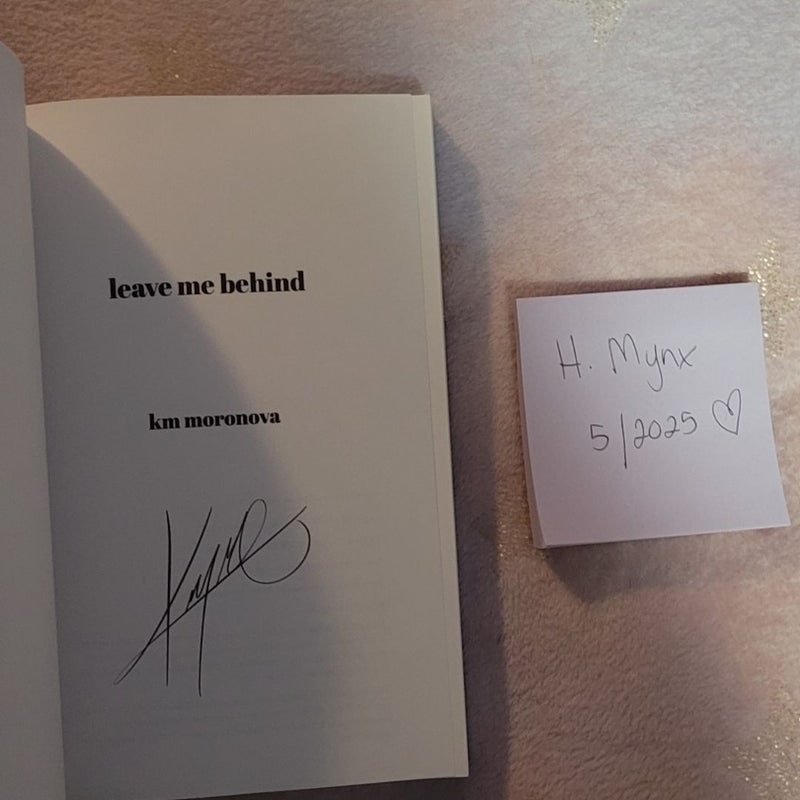 leave me behind
km moronova
H. Mynx
5/2025 ♡